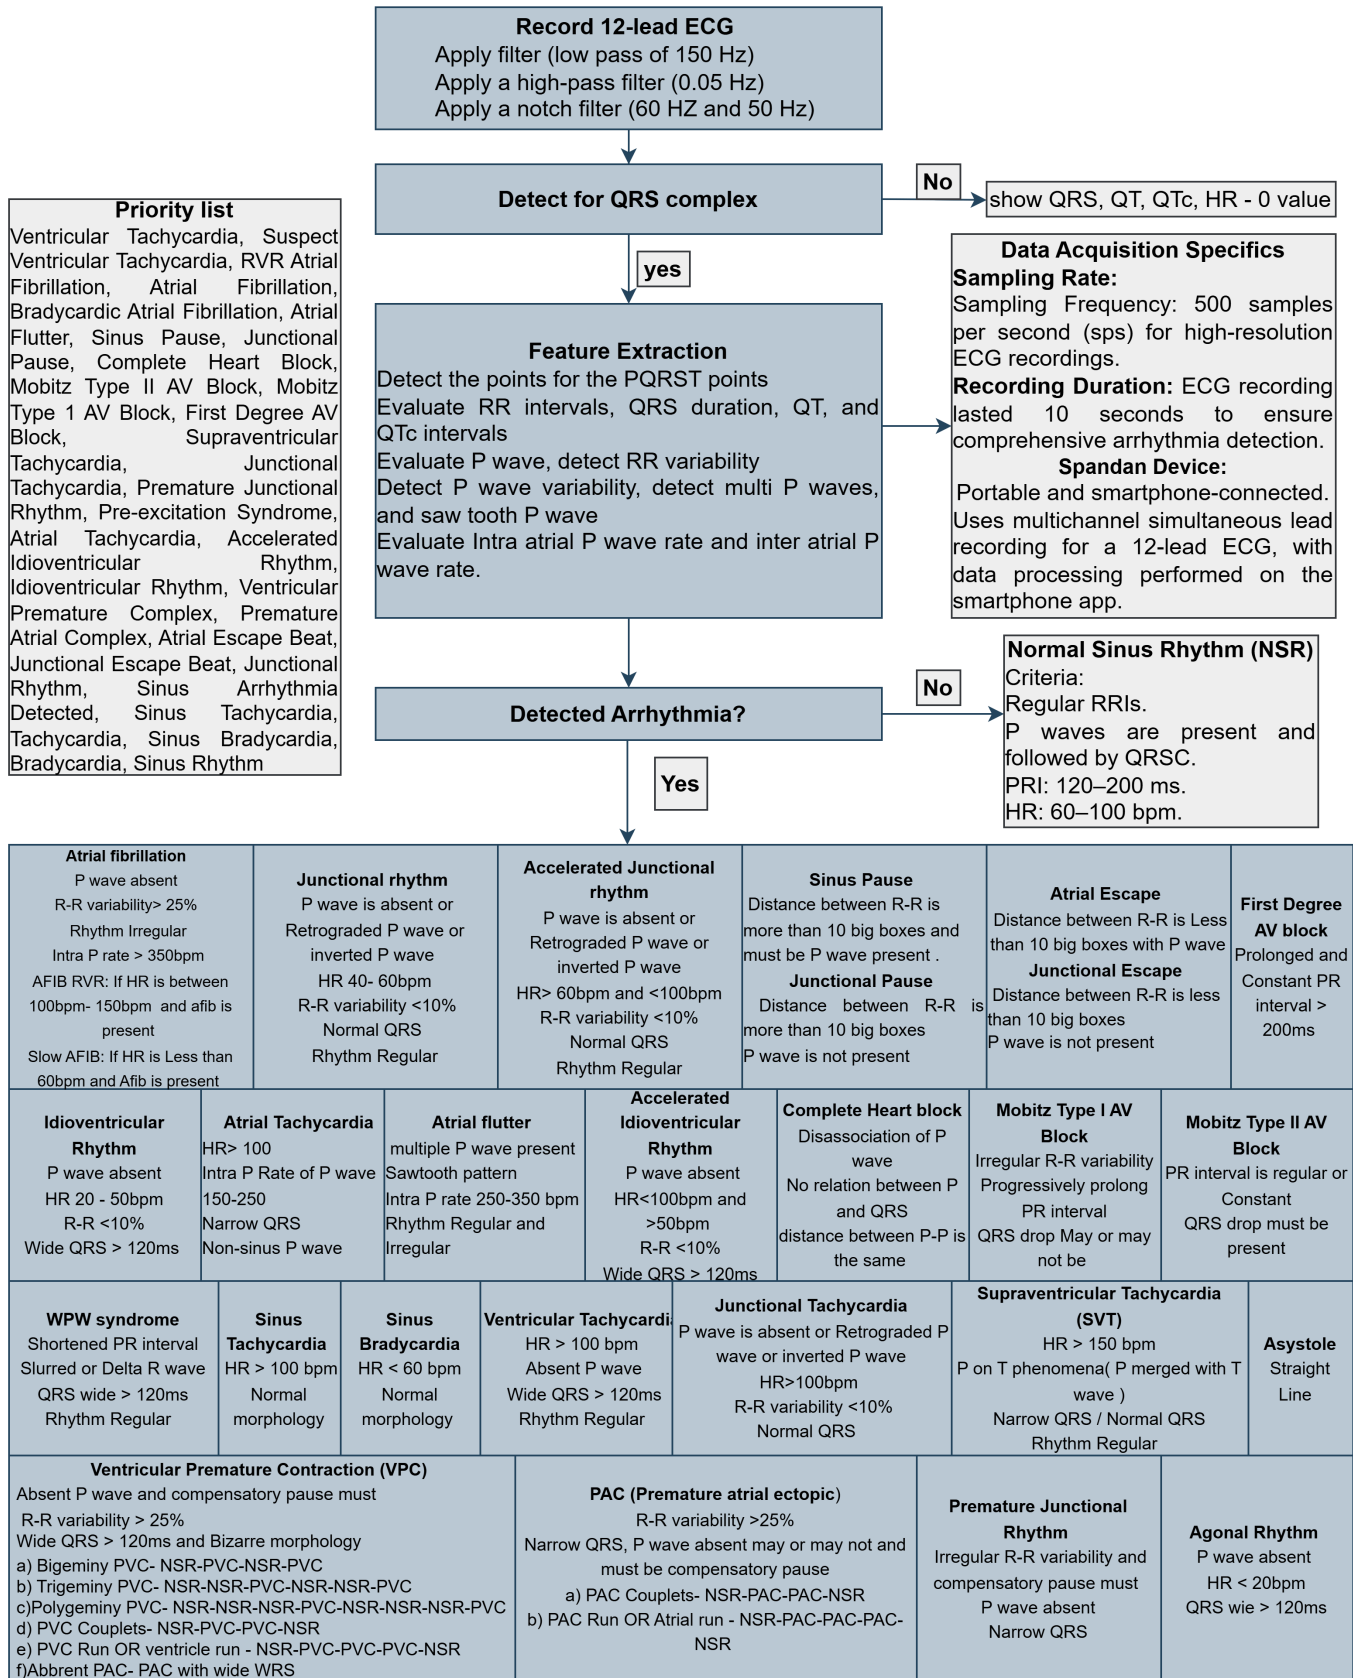 Record 12-lead ECG
Apply filter (low pass of 150 Hz)
Apply a high-pass filter (0.05 Hz)
Apply a notch filter (60 HZ and 50 Hz)
Detect for QRS complex
No
show QRS, QT, QTc, HR - 0 value
yes
Priority list
Ventricular Tachycardia, Suspect
Ventricular Tachycardia, RVR Atrial
Fibrillation, Atrial Fibrillation,
Bradycardic Atrial Fibrillation, Atrial
Flutter, Sinus Pause, Junctional
Pause, Complete Heart Block,
Mobitz Type II AV Block, Mobitz
Type 1 AV Block, First Degree AV
Block, Supraventricular
Tachycardia, Junctional
Tachycardia, Premature Junctional
Rhythm, Pre-excitation Syndrome,
Atrial Tachycardia, Accelerated
Idioventricular Rhythm,
Idioventricular Rhythm, Ventricular
Premature Complex, Premature
Atrial Complex, Atrial Escape Beat,
Junctional Escape Beat, Junctional
Rhythm, Sinus Arrhythmia
Detected, Sinus Tachycardia,
Tachycardia, Sinus Bradycardia,
Bradycardia, Sinus Rhythm
Feature Extraction
Detect the points for the PQRST points
Evaluate RR intervals, QRS duration, QT, and
QTc intervals
Evaluate P wave, detect RR variability
Detect P wave variability, detect multi P waves,
and saw tooth P wave
Evaluate Intra atrial P wave rate and inter atrial P
wave rate.
Data Acquisition Specifics
Sampling Rate:
Sampling Frequency: 500 samples
per second (sps) for high-resolution
ECG recordings.
Recording Duration: ECG recording
lasted 10 seconds to ensure
comprehensive arrhythmia detection.
Spandan Device:
Portable and smartphone-connected.
Uses multichannel simultaneous lead
recording for a 12-lead ECG, with
data processing performed on the
smartphone app.
Detected Arrhythmia?
No
Normal Sinus Rhythm (NSR)
Criteria:
Regular RRIs.
P waves are present and
followed by QRSC.
PRI: 120–200 ms.
HR: 60–100 bpm.
Yes
Atrial fibrillation
P wave absent
R-R variability> 25%
Rhythm Irregular
Intra P rate > 350bpm
AFIB RVR: If HR is between
100bpm- 150bpm and afib is
present
Slow AFIB: If HR is Less than
60bpm and Afib is present
Junctional rhythm
P wave is absent or
Retrograded P wave or
inverted P wave
HR 40- 60bpm
R-R variability <10%
Normal QRS
Rhythm Regular
Accelerated Junctional
rhythm
P wave is absent or
Retrograded P wave or
inverted P wave
HR> 60bpm and <100bpm
R-R variability <10%
Normal QRS
Rhythm Regular
Sinus Pause
Distance between R-R is
more than 10 big boxes and
must be P wave present .
Junctional Pause
Distance between R-R is
more than 10 big boxes
P wave is not present
Atrial Escape
Distance between R-R is Less
than 10 big boxes with P wave
Junctional Escape
Distance between R-R is less
than 10 big boxes
P wave is not present
First Degree
AV block
Prolonged and
Constant PR
interval >
200ms
Idioventricular
Rhythm
P wave absent
HR 20 - 50bpm
R-R <10%
Wide QRS > 120ms
Atrial Tachycardia
HR> 100
Intra P Rate of P wave
150-250
Narrow QRS
Non-sinus P wave
Atrial flutter
multiple P wave present
Sawtooth pattern
Intra P rate 250-350 bpm
Rhythm Regular and
Irregular
Accelerated
Idioventricular
Rhythm
P wave absent
HR<100bpm and
>50bpm
R-R <10%
Wide QRS > 120ms
Complete Heart block
Disassociation of P
wave
No relation between P
and QRS
distance between P-P is
the same
Mobitz Type I AV
Block
Irregular R-R variability
Progressively prolong
PR interval
QRS drop May or may
not be
Mobitz Type II AV
Block
PR interval is regular or
Constant
QRS drop must be
present
WPW syndrome
Shortened PR interval
Slurred or Delta R wave
QRS wide > 120ms
Rhythm Regular
Sinus
Tachycardia
HR > 100 bpm
Normal
morphology
Sinus
Bradycardia
HR < 60 bpm
Normal
morphology
Ventricular Tachycardi
HR > 100 bpm
Absent P wave
Wide QRS > 120ms
Rhythm Regular
Junctional Tachycardia
P wave is absent or Retrograded P
wave or inverted P wave
HR>100bpm
R-R variability <10%
Normal QRS
Supraventricular Tachycardia
(SVT)
HR > 150 bpm
P on T phenomena( P merged with T
wave )
Narrow QRS / Normal QRS
Rhythm Regular
Asystole
Straight
Line
Ventricular Premature Contraction (VPC)
Absent P wave and compensatory pause must
R-R variability > 25%
Wide QRS > 120ms and Bizarre morphology
a) Bigeminy PVC- NSR-PVC-NSR-PVC
b) Trigeminy PVC- NSR-NSR-PVC-NSR-NSR-PVC
c)Polygeminy PVC- NSR-NSR-NSR-PVC-NSR-NSR-NSR-PVC
d) PVC Couplets- NSR-PVC-PVC-NSR
e) PVC Run OR ventricle run - NSR-PVC-PVC-PVC-NSR
f)Abbrent PAC- PAC with wide WRS
PAC (Premature atrial ectopic)
R-R variability >25%
Narrow QRS, P wave absent may or may not and
must be compensatory pause
a) PAC Couplets- NSR-PAC-PAC-NSR
b) PAC Run OR Atrial run - NSR-PAC-PAC-PAC-
NSR
Premature Junctional
Rhythm
Irregular R-R variability and
compensatory pause must
P wave absent
Narrow QRS
Agonal Rhythm
P wave absent
HR < 20bpm
QRS wie > 120ms